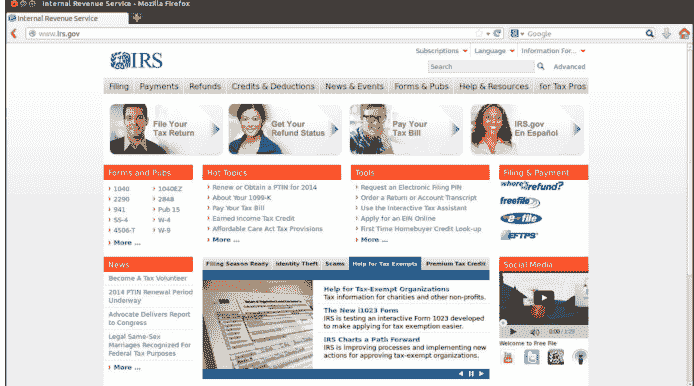 Internal Revenue Service - Mozilla Firefox
Internal Revenue Service
www.irs.gov
Google
Subscriptions Language Information For...
IRS
Search Advanced
Filing Payments Refunds Credits & Deductions News & Events Forms & Pubs Help & Resources for Tax Pros
File Your
Tax Return
Get Your
Refund Status
Pay Your
Tax Bill
IRS.gov
En Español
Forms and Pubs
1040 1040EZ
2290 2848
941 Pub 15
SS-4 W-4
4506-T W-9
More ...
Hot Topics
Renew or Obtain a PTIN for 2014
About Your 1099-K
Pay Your Tax Bill
Earned Income Tax Credit
Affordable Care Act Tax Provisions
More ...
Tools
Request an Electronic Filing PIN
Order a Return or Account Transcript
Use the Interactive Tax Assistant
Apply for an EIN Online
First Time Homebuyer Credit Look-up
More ...
Filing & Payment
where's my refund?
freefile
e-file
EFTPS
News
Become A Tax Volunteer
2014 PTIN Renewal Period
Underway
Advocate Delivers Report
to Congress
Legal Same-Sex
Marriages Recognized For
Federal Tax Purposes
More ...
Filing Season Ready Identity Theft Scams Help for Tax Exempts Premium Tax Credit
Help for Tax-Exempt Organizations
Tax information for charities and other non-profits.
The New i1023 Form
IRS is testing an interactive Form 1023 developed
to make applying for tax exemption easier.
IRS Charts a Path Forward
IRS is improving processes and implementing new
actions for approving tax-exempt organizations.
Social Media
0:00 / 1:25
Welcome to Free File